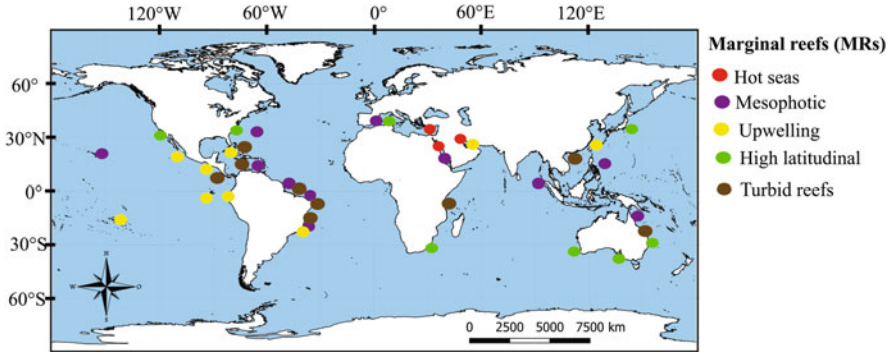 120°W 60°W 0° 60°E 120°E
Marginal reefs (MRs)
60°
Hot seas
Mesophotic
30°N
Upwelling
High latitudinal
0°
Turbid reefs
30°S
N
W O
S
60°S
0 2500 5000 7500 km